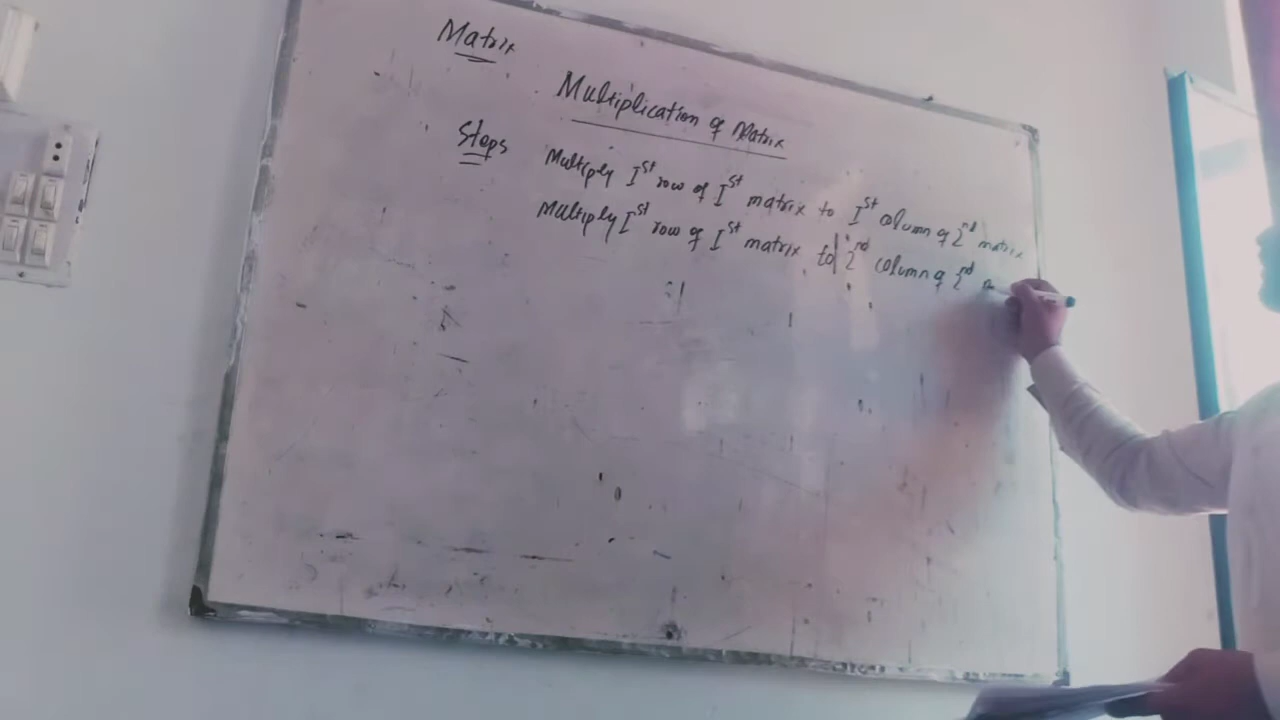 Matrix
Multiplication of Matrix
Steps Multiply Ist row of Ist matrix to Ist column of 2nd matrix
Multiply Ist row of Ist matrix to 2nd column of 2nd